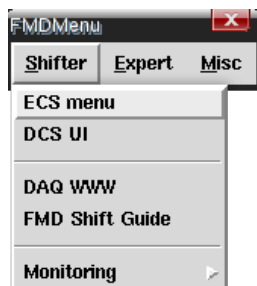 FMDMenu
Shifter Expert Misc
ECS menu
DCS UI
DAQ WWW
FMD Shift Guide
Monitoring